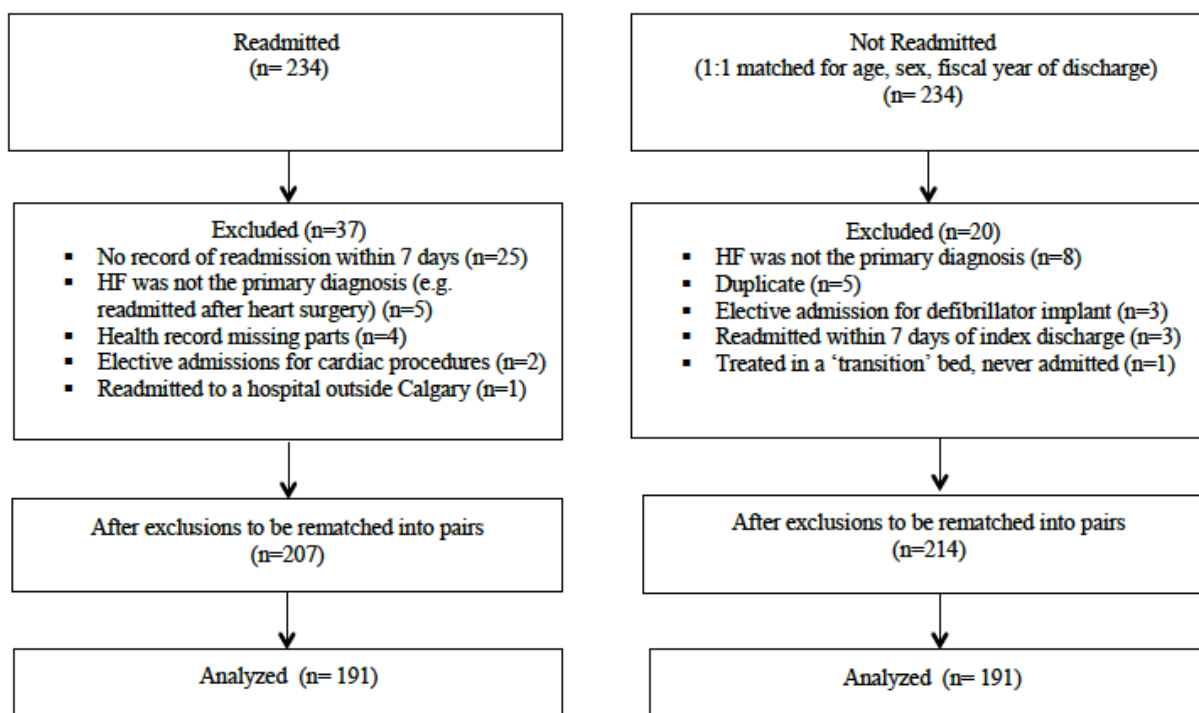 Readmitted
(n= 234)
Not Readmitted
(1:1 matched for age, sex, fiscal year of discharge)
(n= 234)
Excluded (n=37)
▪ No record of readmission within 7 days (n=25)
▪ HF was not the primary diagnosis (e.g.
readmitted after heart surgery) (n=5)
▪ Health record missing parts (n=4)
▪ Elective admissions for cardiac procedures (n=2)
▪ Readmitted to a hospital outside Calgary (n=1)
Excluded (n=20)
▪ HF was not the primary diagnosis (n=8)
▪ Duplicate (n=5)
▪ Elective admission for defibrillator implant (n=3)
▪ Readmitted within 7 days of index discharge (n=3)
▪ Treated in a ‘transition’ bed, never admitted (n=1)
After exclusions to be rematched into pairs
(n=207)
After exclusions to be rematched into pairs
(n=214)
Analyzed (n= 191)
Analyzed (n= 191)